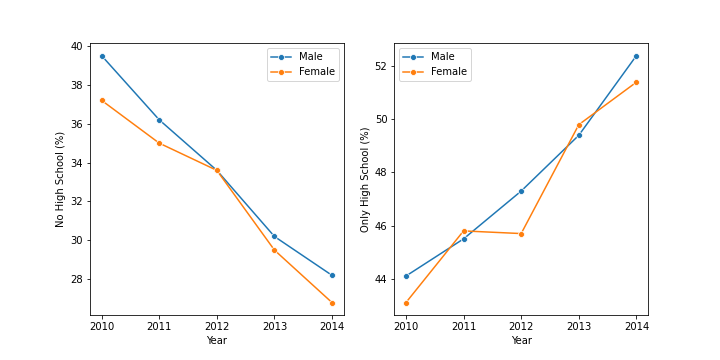 No High School (%)
40
38
36
34
32
30
28
Male
Female
2010 2011 2012 2013 2014
Year
Only High School (%)
52
50
48
46
44
Male
Female
2010 2011 2012 2013 2014
Year